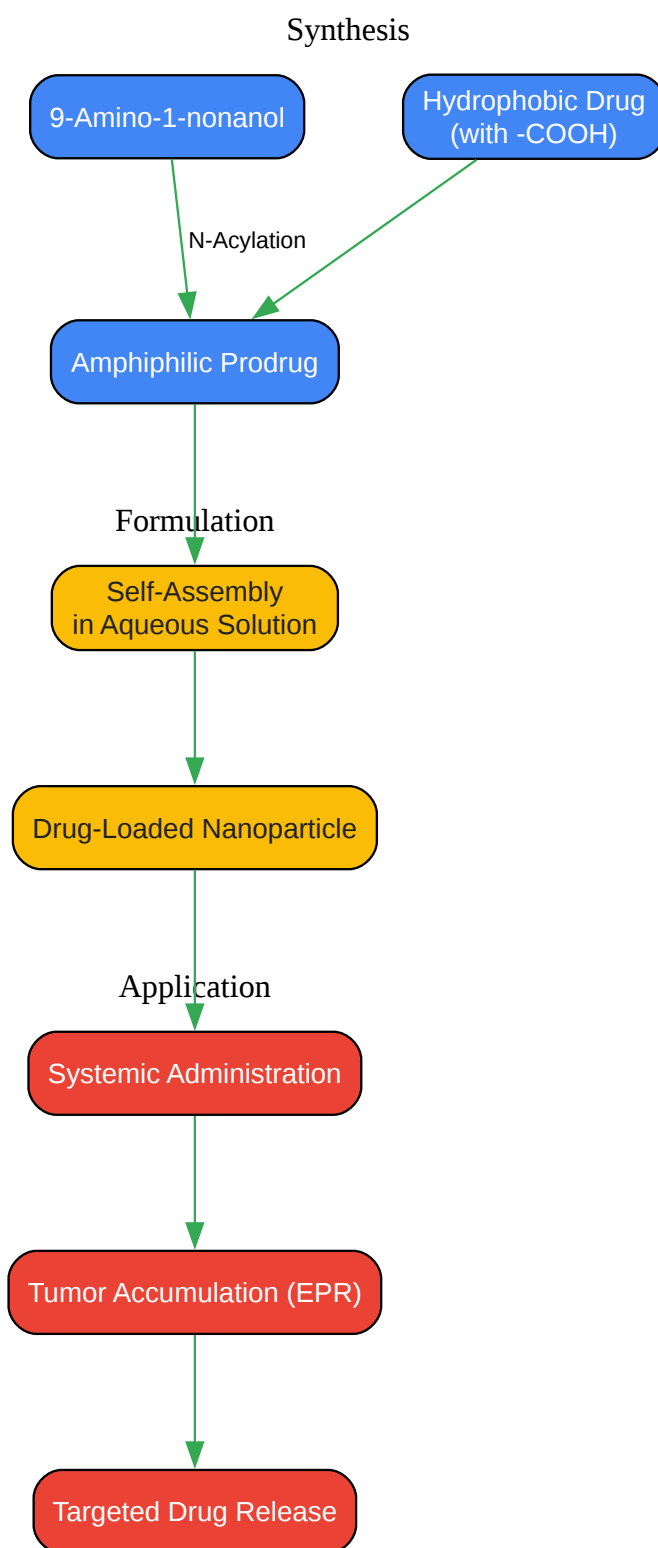 Synthesis
9-Amino-1-nonanol
Hydrophobic Drug
(with -COOH)
N-Acylation
Amphiphilic Prodrug
Formulation
Self-Assembly
in Aqueous Solution
Drug-Loaded Nanoparticle
Application
Systemic Administration
Tumor Accumulation (EPR)
Targeted Drug Release